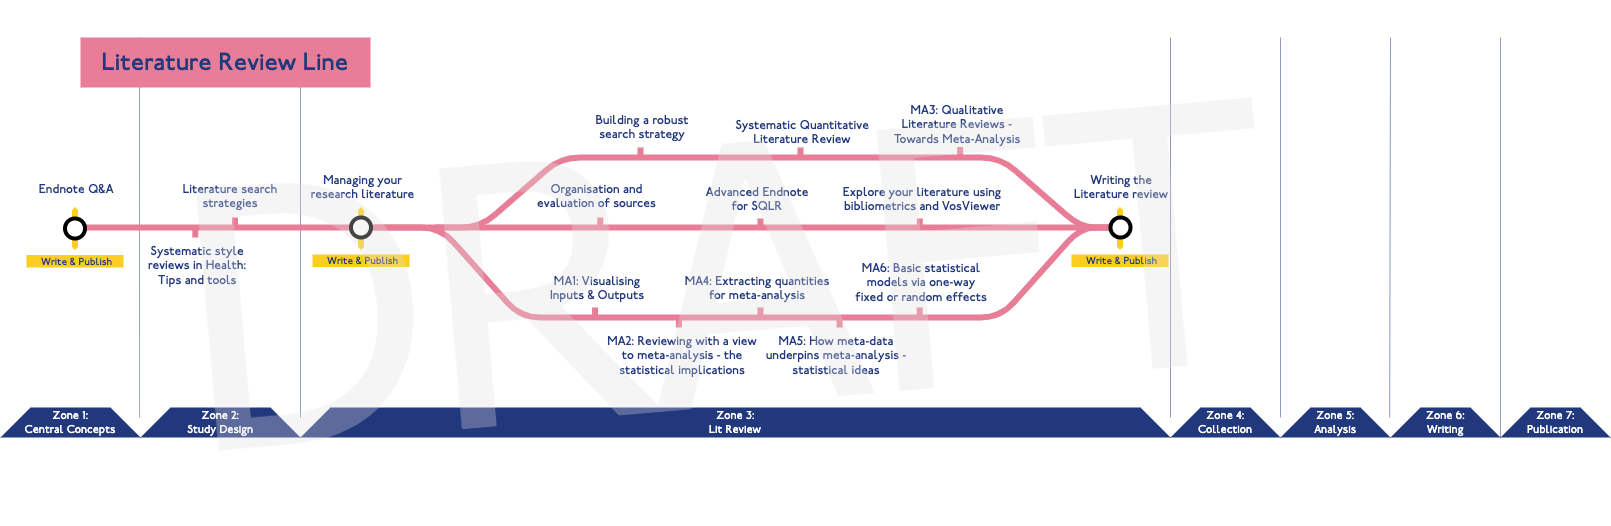 Literature Review Line
Endnote Q&A
Write & Publish
Literature search
strategies
Systematic style
reviews in Health:
Tips and tools
Managing your
research literature
Write & Publish
Building a robust
search strategy
Systematic Quantitative
Literature Review
MA3: Qualitative
Literature Reviews -
Towards Meta-Analysis
Organisation and
evaluation of sources
Advanced Endnote
for SQLR
Explore your literature using
bibliometrics and VosViewer
MA1: Visualising
Inputs & Outputs
MA4: Extracting quantities
for meta-analysis
MA6: Basic statistical
models via one-way
fixed or random effects
MA2: Reviewing with a view
to meta-analysis - the
statistical implications
MA5: How meta-data
underpins meta-analysis -
statistical ideas
Writing the
Literature review
Write & Publish
DRAFT
Zone 1:
Central Concepts
Zone 2:
Study Design
Zone 3:
Lit Review
Zone 4:
Collection
Zone 5:
Analysis
Zone 6:
Writing
Zone 7:
Publication